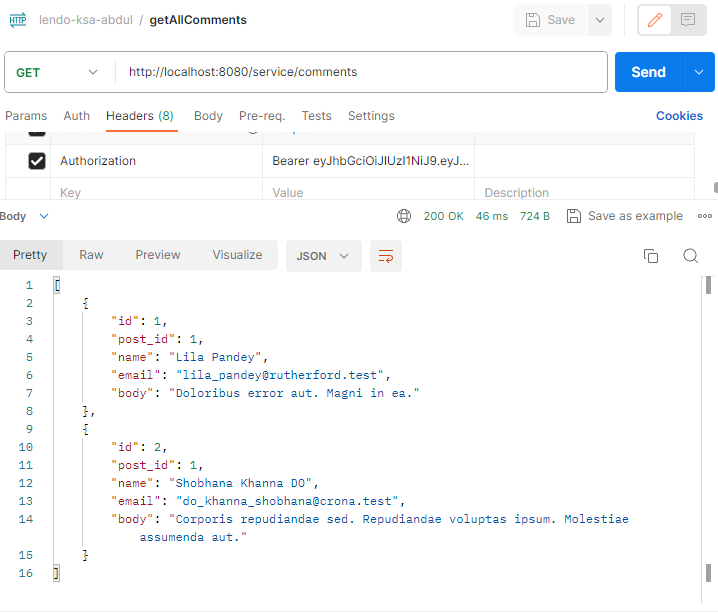 HTTP lendo-ksa-abdul / getAllComments Save
GET http://localhost:8080/service/comments Send
Params Auth Headers (8) Body Pre-req. Tests Settings Cookies
Authorization Bearer eyJhbGciOiJIUzI1NiJ9.eyJ...
Key Value Description
Body 200 OK 46 ms 724 B Save as example
Pretty Raw Preview Visualize JSON
1 [
2 {
3 "id": 1,
4 "post_id": 1,
5 "name": "Lila Pandey",
6 "email": "lila_pandey@rutherford.test",
7 "body": "Doloribus error aut. Magni in ea."
8 },
9 {
10 "id": 2,
11 "post_id": 1,
12 "name": "Shobhana Khanna DO",
13 "email": "do_khanna_shobhana@crona.test",
14 "body": "Corporis repudiandae sed. Repudiandae voluptas ipsum. Molestiae
assumenda aut."
15 }
16 ]